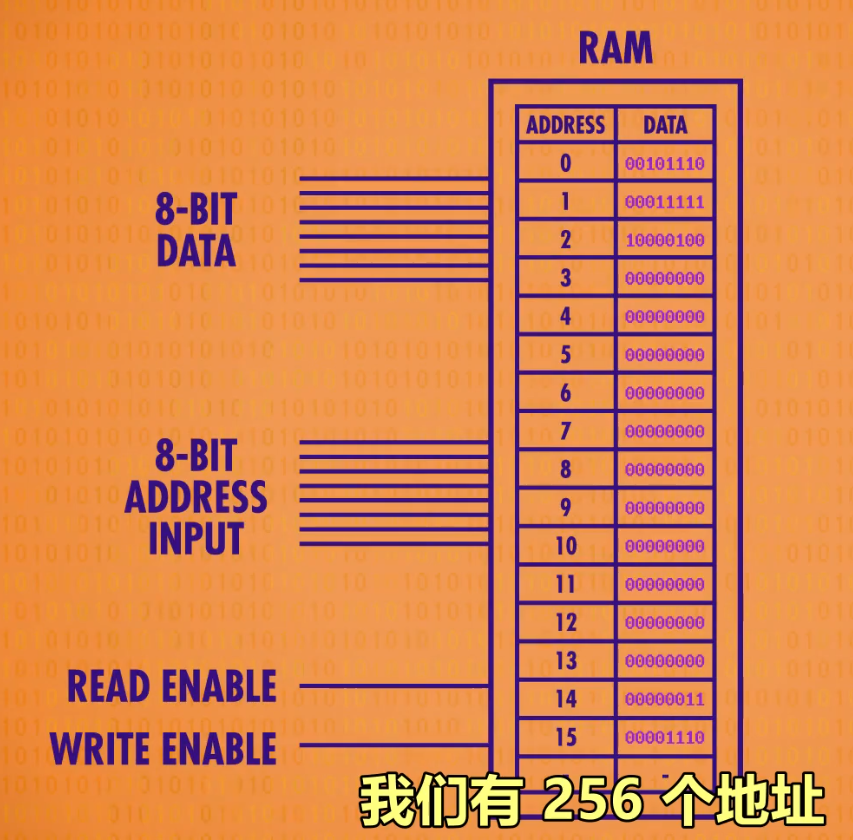 RAM
ADDRESS DATA
0 00101110
1 00011111
2 10000100
3 00000000
4 00000000
5 00000000
6 00000000
7 00000000
8 00000000
9 00000000
10 00000000
11 00000000
12 00000000
13 00000000
14 00000011
15 00001110
8-BIT
DATA
8-BIT
ADDRESS
INPUT
READ ENABLE
WRITE ENABLE
我们有 256 个地址